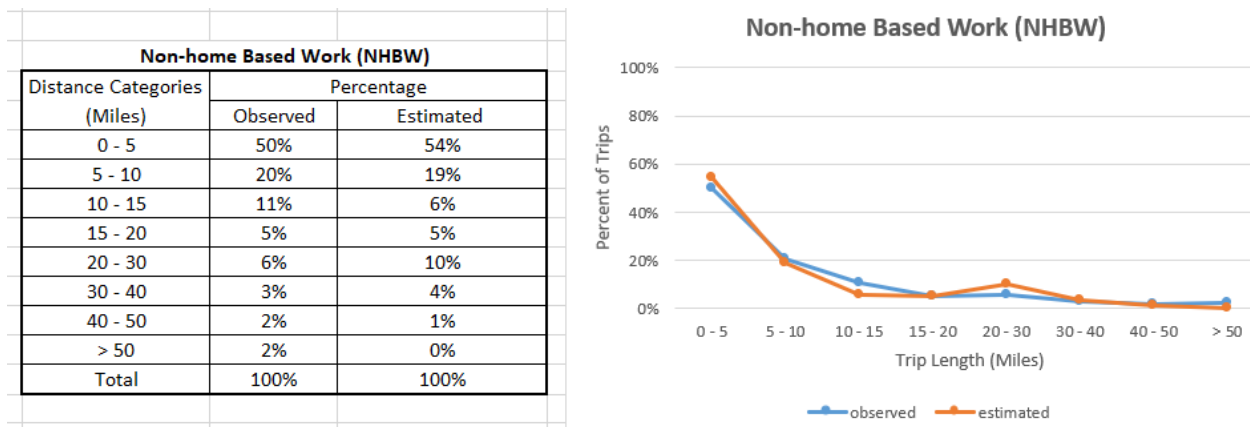 Non-home Based Work (NHBW)
Distance Categories Percentage
(Miles) Observed Estimated
0 - 5 50% 54%
5 - 10 20% 19%
10 - 15 11% 6%
15 - 20 5% 5%
20 - 30 6% 10%
30 - 40 3% 4%
40 - 50 2% 1%
> 50 2% 0%
Total 100% 100%
Non-home Based Work (NHBW)
100%
80%
60%
40%
20%
0%
Percent of Trips
0 - 5 5 - 10 10 - 15 15 - 20 20 - 30 30 - 40 40 - 50 > 50
Trip Length (Miles)
observed estimated